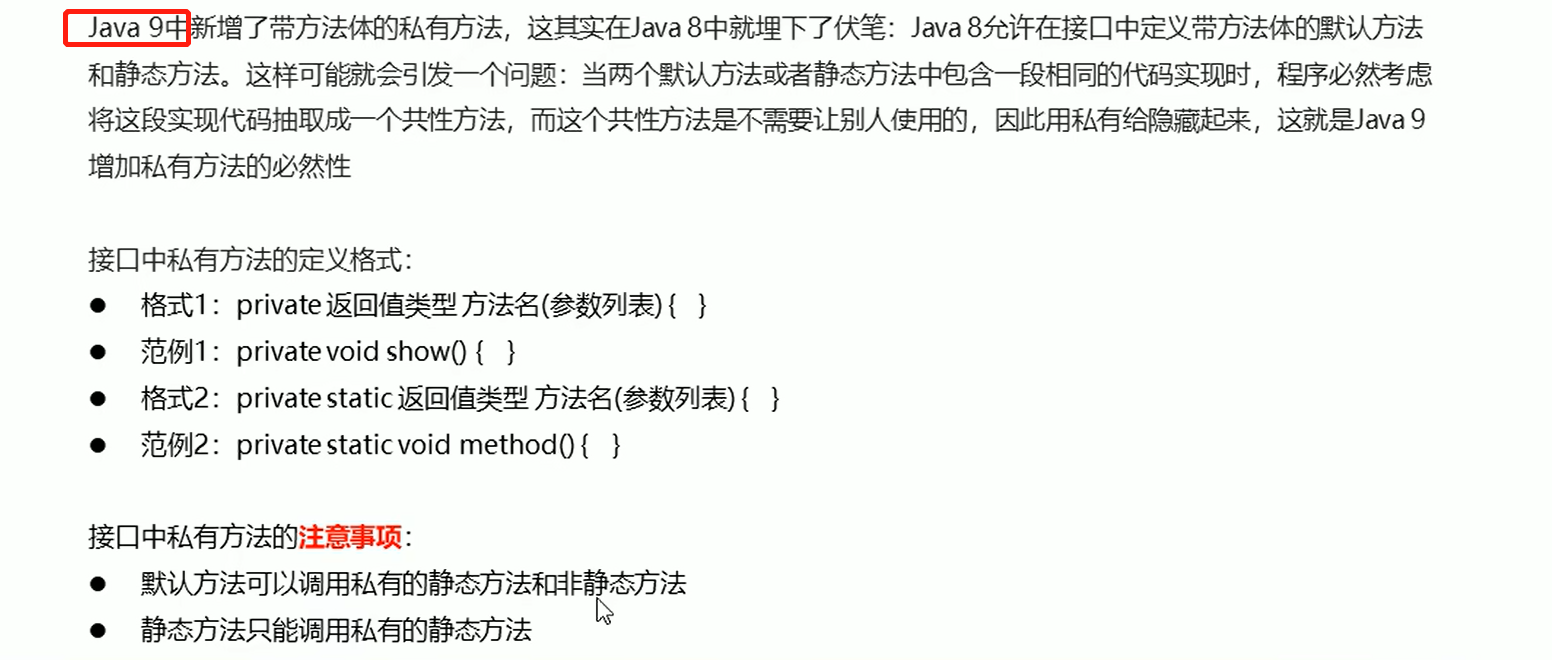 Java 9中新增了带方法体的私有方法，这其实在Java 8中就埋下了伏笔：Java 8允许在接口中定义带方法体的默认方法
和静态方法。这样可能就会引发一个问题：当两个默认方法或者静态方法中包含一段相同的代码实现时，程序必然考虑
将这段实现代码抽取成一个共性方法，而这个共性方法是不需要让别人使用的，因此用私有给隐藏起来，这就是Java 9
增加私有方法的必然性
接口中私有方法的定义格式：
● 格式1：private 返回值类型 方法名(参数列表) { }
● 范例1：private void show() { }
● 格式2：private static 返回值类型 方法名(参数列表) { }
● 范例2：private static void method() { }
接口中私有方法的注意事项：
● 默认方法可以调用私有的静态方法和非静态方法
● 静态方法只能调用私有的静态方法